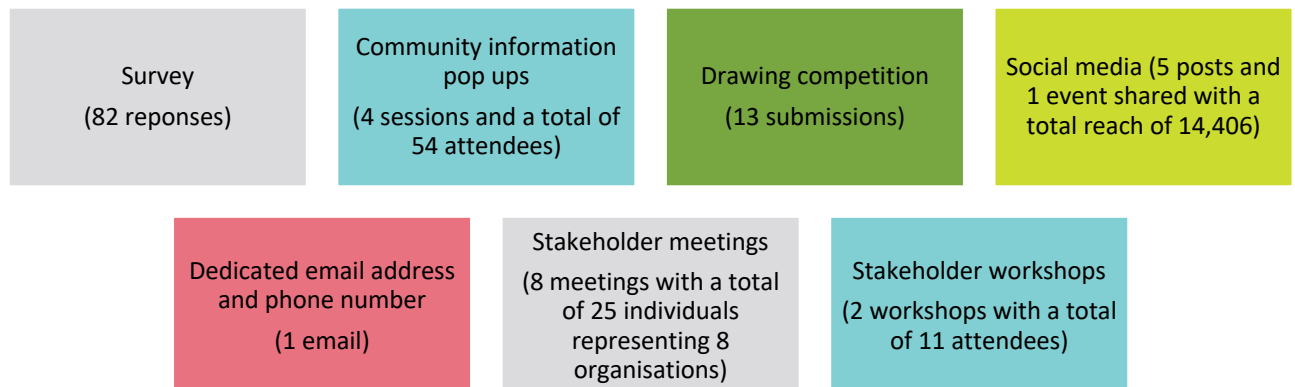 Survey
(82 reponses)
Community information
pop ups
(4 sessions and a total of
54 attendees)
Drawing competition
(13 submissions)
Social media (5 posts and
1 event shared with a
total reach of 14,406)
Dedicated email address
and phone number
(1 email)
Stakeholder meetings
(8 meetings with a total
of 25 individuals
representing 8
organisations)
Stakeholder workshops
(2 workshops with a total
of 11 attendees)